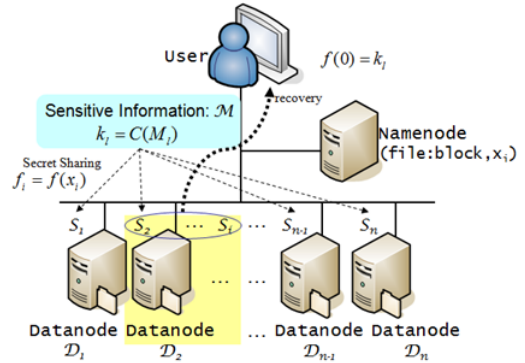 User
f(0) = k_l
recovery
Sensitive Information: M
k_l = C(M_l)
Namenode
(file:block,x_i)
Secret Sharing
f_i = f(x_i)
S_1 S_2 ... S_i ... S_{n-1} S_n
... ...
Datanode Datanode ... Datanode Datanode
D_1 D_2 D_{n-1} D_n